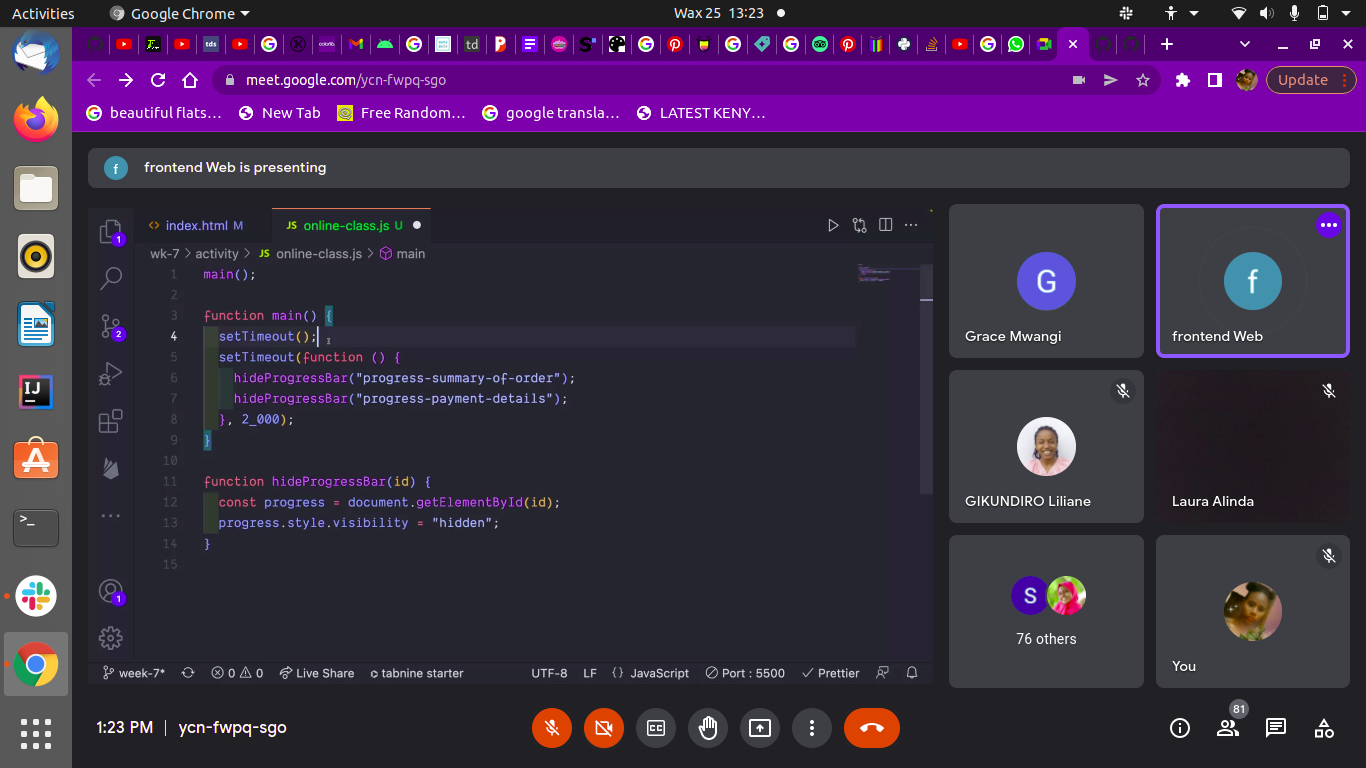 Activities
Google Chrome
Wax 25 13:23
tds
td
meet.google.com/ycn-fwpq-sgo
Update
beautiful flats…
New Tab
Free Random…
google transla…
LATEST KENY…
f
frontend Web is presenting
index.html M
JS online-class.js U
wk-7 > activity > JS online-class.js > main
1 main();
2
3 function main() {
4 setTimeout();
5 setTimeout(function () {
6 hideProgressBar("progress-summary-of-order");
7 hideProgressBar("progress-payment-details");
8 }, 2_000);
9 }
10
11 function hideProgressBar(id) {
12 const progress = document.getElementById(id);
13 progress.style.visibility = "hidden";
14 }
15
1
2
1
week-7*
0
0
Live Share
tabnine starter
UTF-8
LF
{} JavaScript
Port : 5500
Prettier
G
Grace Mwangi
f
frontend Web
GIKUNDIRO Liliane
Laura Alinda
S
76 others
You
IJ
>_
1:23 PM | ycn-fwpq-sgo
CC
81